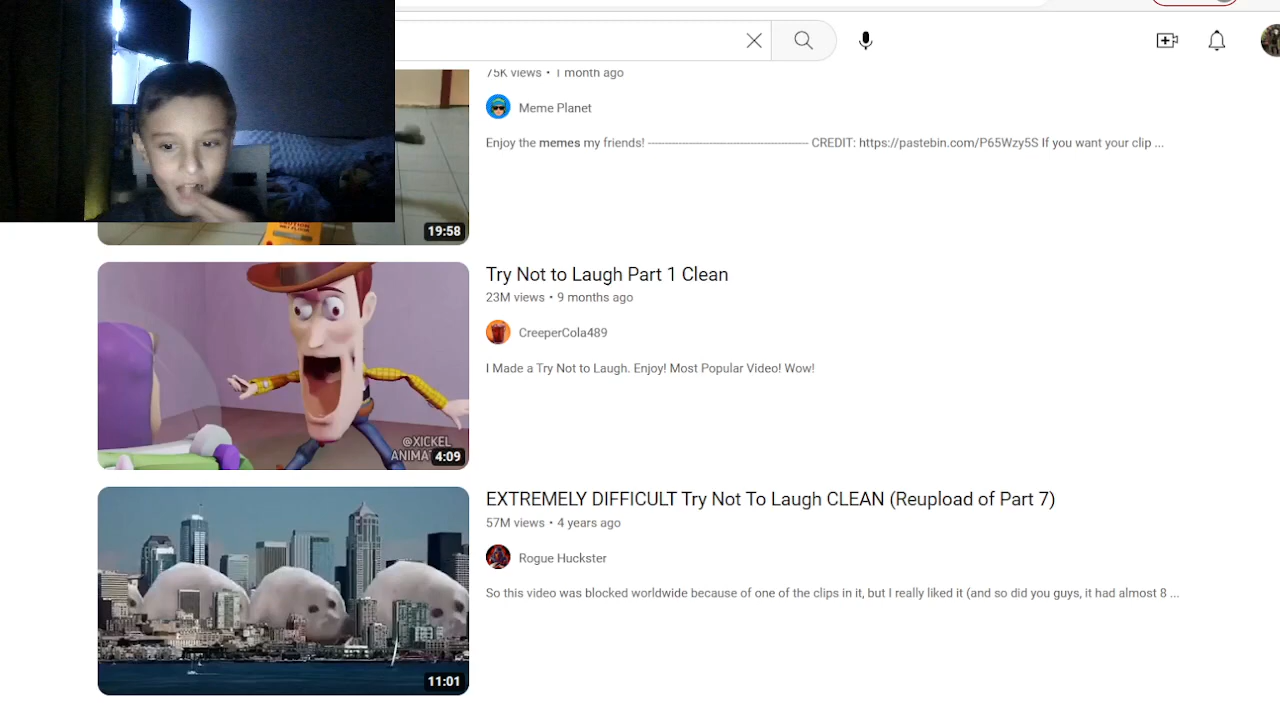 75K views • 1 month ago
Meme Planet
Enjoy the memes my friends! ---------------------------------------------------- CREDIT: https://pastebin.com/P65Wzy5S If you want your clip ...
19:58
Try Not to Laugh Part 1 Clean
23M views • 9 months ago
CreeperCola489
I Made a Try Not to Laugh. Enjoy! Most Popular Video! Wow!
@XICKEL
4:09
EXTREMELY DIFFICULT Try Not To Laugh CLEAN (Reupload of Part 7)
57M views • 4 years ago
Rogue Huckster
So this video was blocked worldwide because of one of the clips in it, but I really liked it (and so did you guys, it had almost 8 ...
11:01